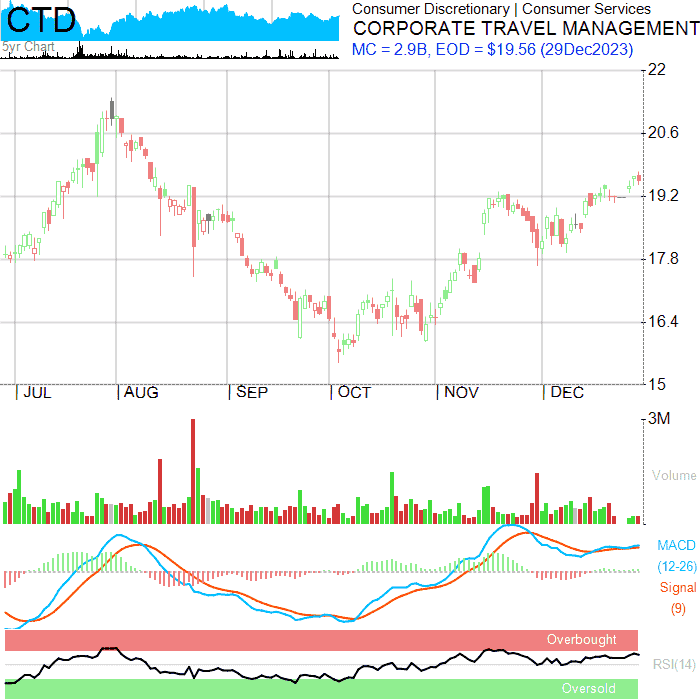 CTD
5yr Chart
Consumer Discretionary | Consumer Services
CORPORATE TRAVEL MANAGEMENT
MC = 2.9B, EOD = $19.56 (29Dec2023)
22
20.6
19.2
17.8
16.4
15
JUL
AUG
SEP
OCT
NOV
DEC
3M
Volume
MACD
(12-26)
Signal
(9)
Overbought
RSI(14)
Oversold